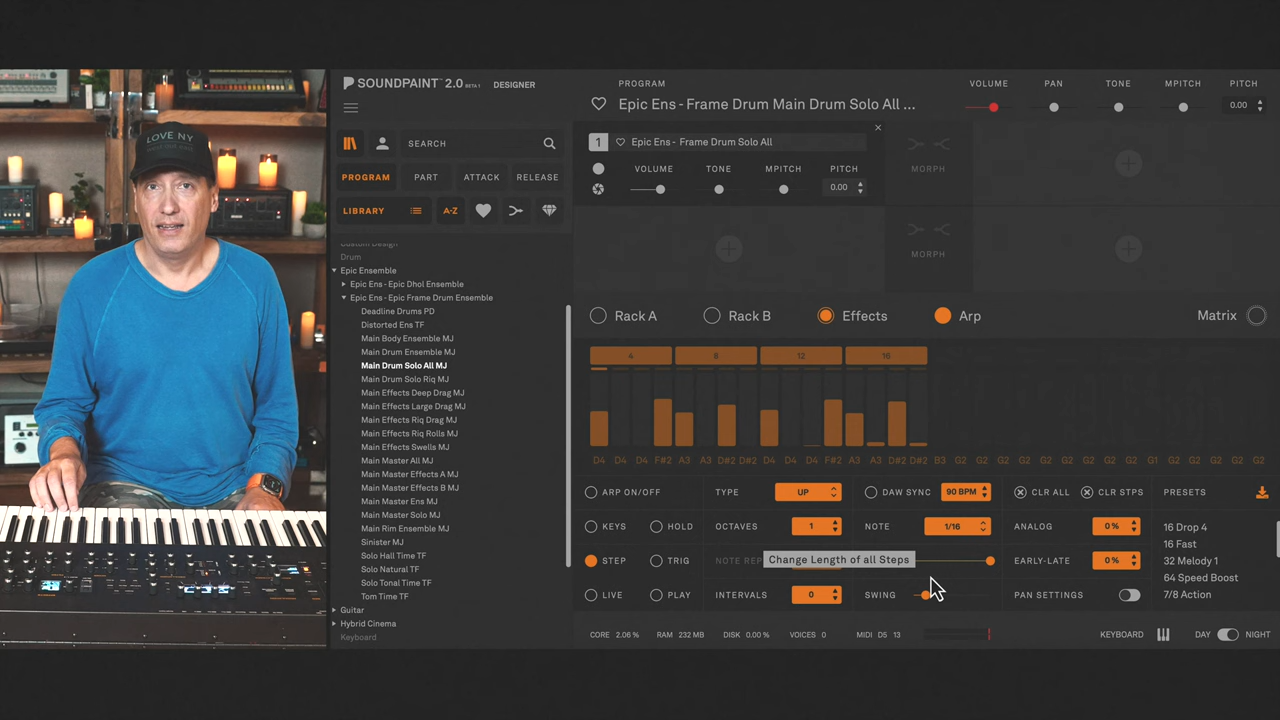 LOVE NY
SOUNDPAINT 2.0 BETA 1 DESIGNER
PROGRAM
Epic Ens - Frame Drum Main Drum Solo All ...
VOLUME PAN TONE MPITCH PITCH
0.00
SEARCH
PROGRAM PART ATTACK RELEASE
LIBRARY A-Z
Custom Design
Drum
Epic Ensemble
Epic Ens - Epic Dhol Ensemble
Epic Ens - Epic Frame Drum Ensemble
Deadline Drums PD
Distorted Ens TF
Main Body Ensemble MJ
Main Drum Ensemble MJ
Main Drum Solo All MJ
Main Drum Solo Riq MJ
Main Effects Deep Drag MJ
Main Effects Large Drag MJ
Main Effects Riq Drag MJ
Main Effects Riq Rolls MJ
Main Effects Swells MJ
Main Master All MJ
Main Master Effects A MJ
Main Master Effects B MJ
Main Master Ens MJ
Main Master Solo MJ
Main Rim Ensemble MJ
Sinister MJ
Solo Hall Time TF
Solo Natural TF
Solo Tonal Time TF
Tom Time TF
Guitar
Hybrid Cinema
Keyboard
1 Epic Ens - Frame Drum Solo All
VOLUME TONE MPITCH PITCH
0.00
MORPH
MORPH
Rack A Rack B Effects Arp Matrix
4 8 12 16
D4 D4 D4 F#2 A3 A3 D#2 D#2 D4 D4 D4 F#2 A3 A3 D#2 D#2 B3 G2 G2 G2 G2 G2 G2 G2 G2 G2 G1 G2 G2 G2 G2 G2
ARP ON/OFF TYPE UP DAW SYNC 90 BPM CLR ALL CLR STPS PRESETS
KEYS HOLD OCTAVES 1 NOTE 1/16 ANALOG 0 % 16 Drop 4
16 Fast
STEP TRIG NOTE REP Change Length of all Steps EARLY-LATE 0 % 32 Melody 1
64 Speed Boost
LIVE PLAY INTERVALS 0 SWING PAN SETTINGS 7/8 Action
CORE 2.06 % RAM 232 MB DISK 0.00 % VOICES 0 MIDI D5 13 KEYBOARD DAY NIGHT